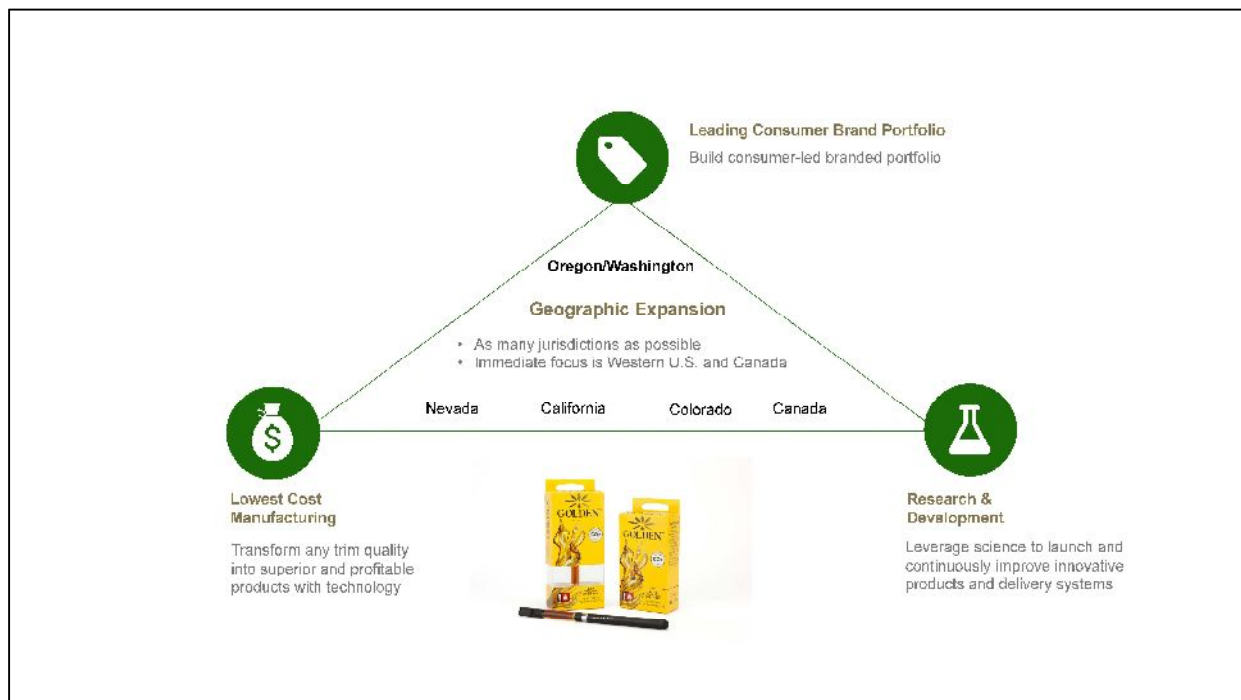 Leading Consumer Brand Portfolio
Build consumer-led branded portfolio
Oregon/Washington
Geographic Expansion
• As many jurisdictions as possible
• Immediate focus is Western U.S. and Canada
Nevada California Colorado Canada
Lowest Cost
Manufacturing
Transform any trim quality
into superior and profitable
products with technology
$
GOLDEN
GOLDEN
Research &
Development
Leverage science to launch and
continuously improve innovative
products and delivery systems